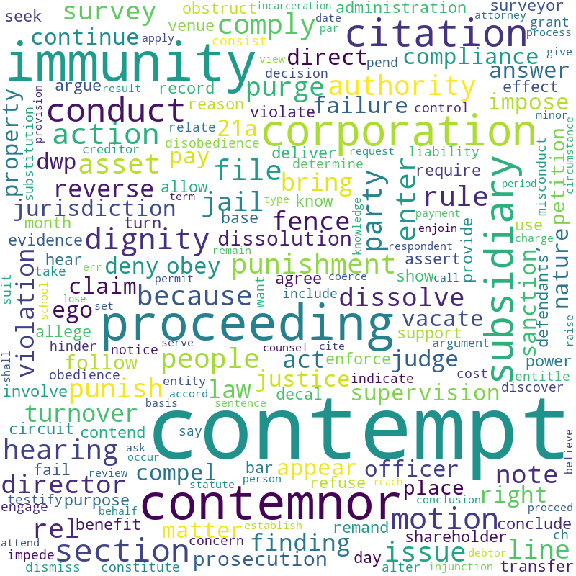 incarceration
date
attorney
obstruct
administration
grant
seek
survey
comply
citation
surveyor
process
apply
venue
consist
par
continue
direct
compliance
view
pend
give
immunity
argue
record
purge
authority
answer
result
decision
effect
provision
reason
violate
failure
control
impose
property
substitution
conduct
corporation
minor
relate
21a
creditor
disobedience
action
asset
pay
file
deliver
request
liability
determine
circumstance
petition
misconduct
dwp
allow
type
know
bring
party
enter
require
period
term
month
turn
base
knowledge
payment
rule
subsidiary
reverse
jail
fence
respondent
enjoin
jurisdiction
evidence
remain
dissolution
assert
charge
use
hear
err
dignity
punishment
show
call
provide
nature
suit
take
school
deny
obey
permit
want
agree
coerce
sanction
defendants'
claim
because
include
dissolve
violation
lose
set
ego
proceeding
vacate
raise
allege
serve
counsel
cite
argument
support
shall
hinder
notice
people
act
enforce
judge
power
obedience
follow
entity
indicate
cost
entitle
involve
punish
law
justice
supervision
discover
basis
accord
decal
turnover
sentence
contempt
circuit
contend
say
hearing
fail
ask
occur
bar
appear
officer
note
testify
review
statute
person
refuse
place
right
believe
director
purpose
compel
contemnor
motion
conclusion
engage
behalf
rel
benefit
matter
establish
remand
shareholder
conclude
proceed
attend
section
finding
issue
line
impede
concern
day
debtor
ch
dismiss
constitute
prosecution
alter
injunction
transfer